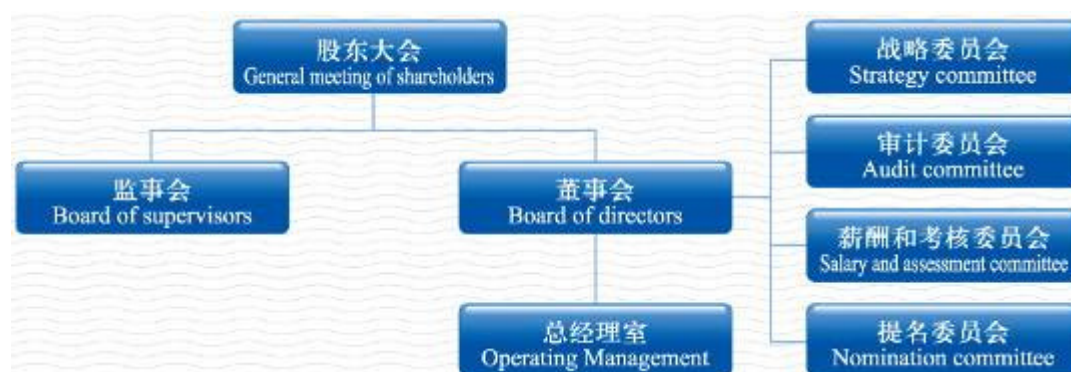 股东大会
General meeting of shareholders
战略委员会
Strategy committee
审计委员会
Audit committee
监事会
Board of supervisors
董事会
Board of directors
薪酬和考核委员会
Salary and assessment committee
总经理室
Operating Management
提名委员会
Nomination committee